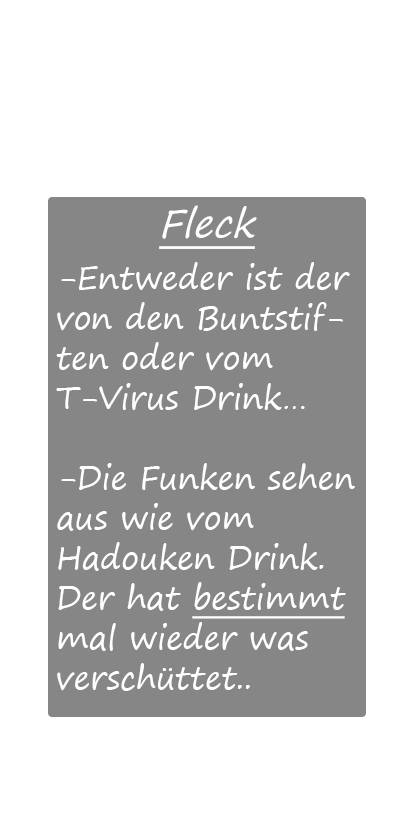 Fleck
-Entweder ist der
von den Buntstif-
ten oder vom
T-Virus Drink...
-Die Funken sehen
aus wie vom
Hadouken Drink.
Der hat bestimmt
mal wieder was
verschüttet..